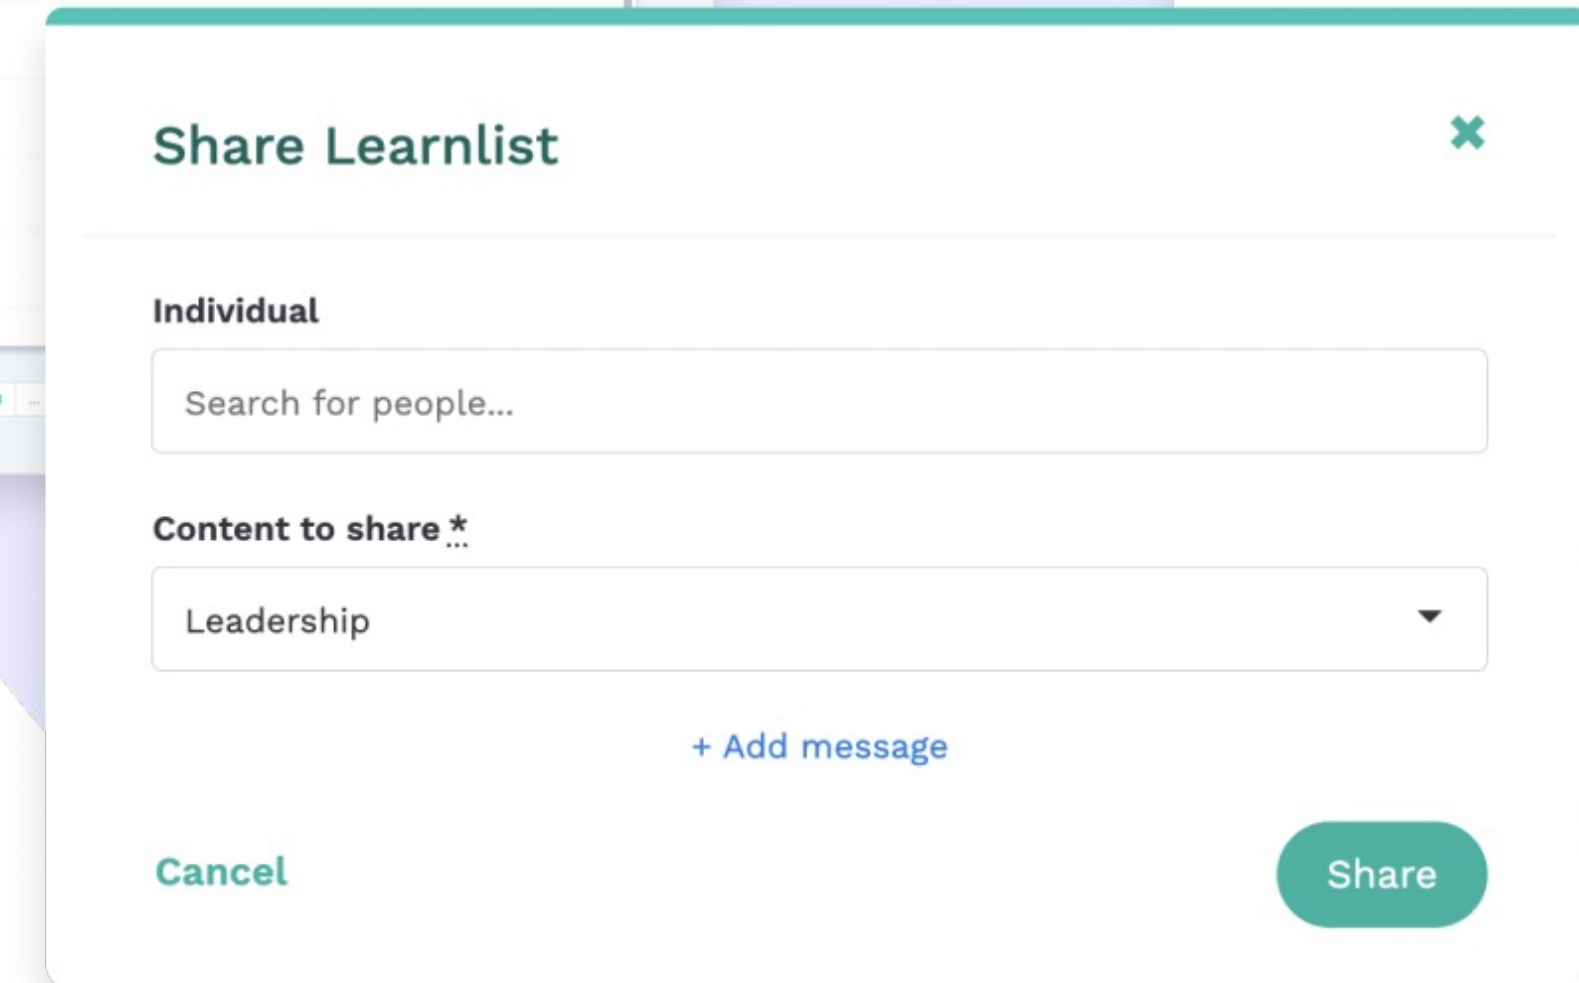 Share Learnlist
✖
Individual
Search for people...
Content to share *
Leadership
+ Add message
Cancel
Share